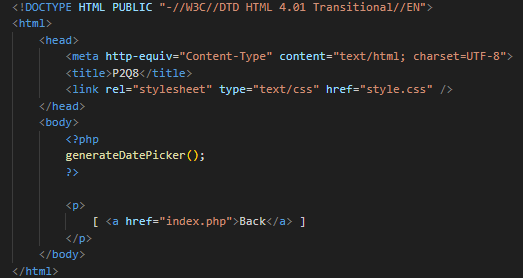 <!DOCTYPE HTML PUBLIC "-//W3C//DTD HTML 4.01 Transitional//EN">
<html>
    <head>
        <meta http-equiv="Content-Type" content="text/html; charset=UTF-8">
        <title>P2Q8</title>
        <link rel="stylesheet" type="text/css" href="style.css" />
    </head>
    <body>
        <?php
        generateDatePicker();
        ?>

        <p>
            [ <a href="index.php">Back</a> ]
        </p>
    </body>
</html>